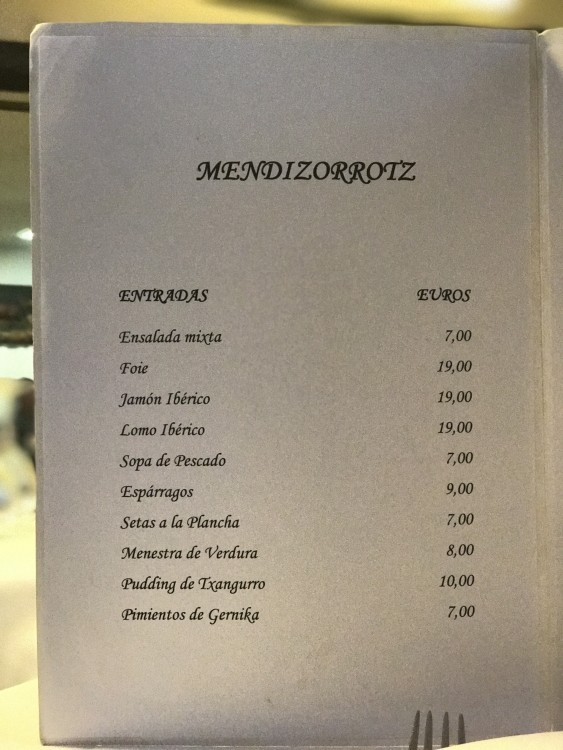 MENDIZORROTZ
ENTRADAS EUROS
Ensalada mixta 7,00
Foie 19,00
Jamón Ibérico 19,00
Lomo Ibérico 19,00
Sopa de Pescado 7,00
Espárragos 9,00
Setas a la Plancha 7,00
Menestra de Verdura 8,00
Pudding de Txangurro 10,00
Pimientos de Gernika 7,00